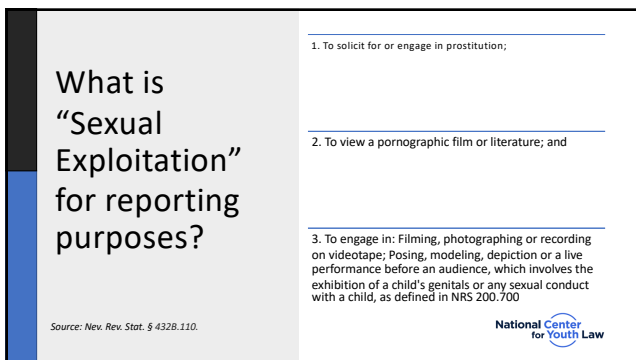 What is
“Sexual
Exploitation”
for reporting
purposes?
Source: Nev. Rev. Stat. § 432B.110.
1. To solicit for or engage in prostitution;
2. To view a pornographic film or literature; and
3. To engage in: Filming, photographing or recording
on videotape; Posing, modeling, depiction or a live
performance before an audience, which involves the
exhibition of a child's genitals or any sexual conduct
with a child, as defined in NRS 200.700
National Center
for Youth Law